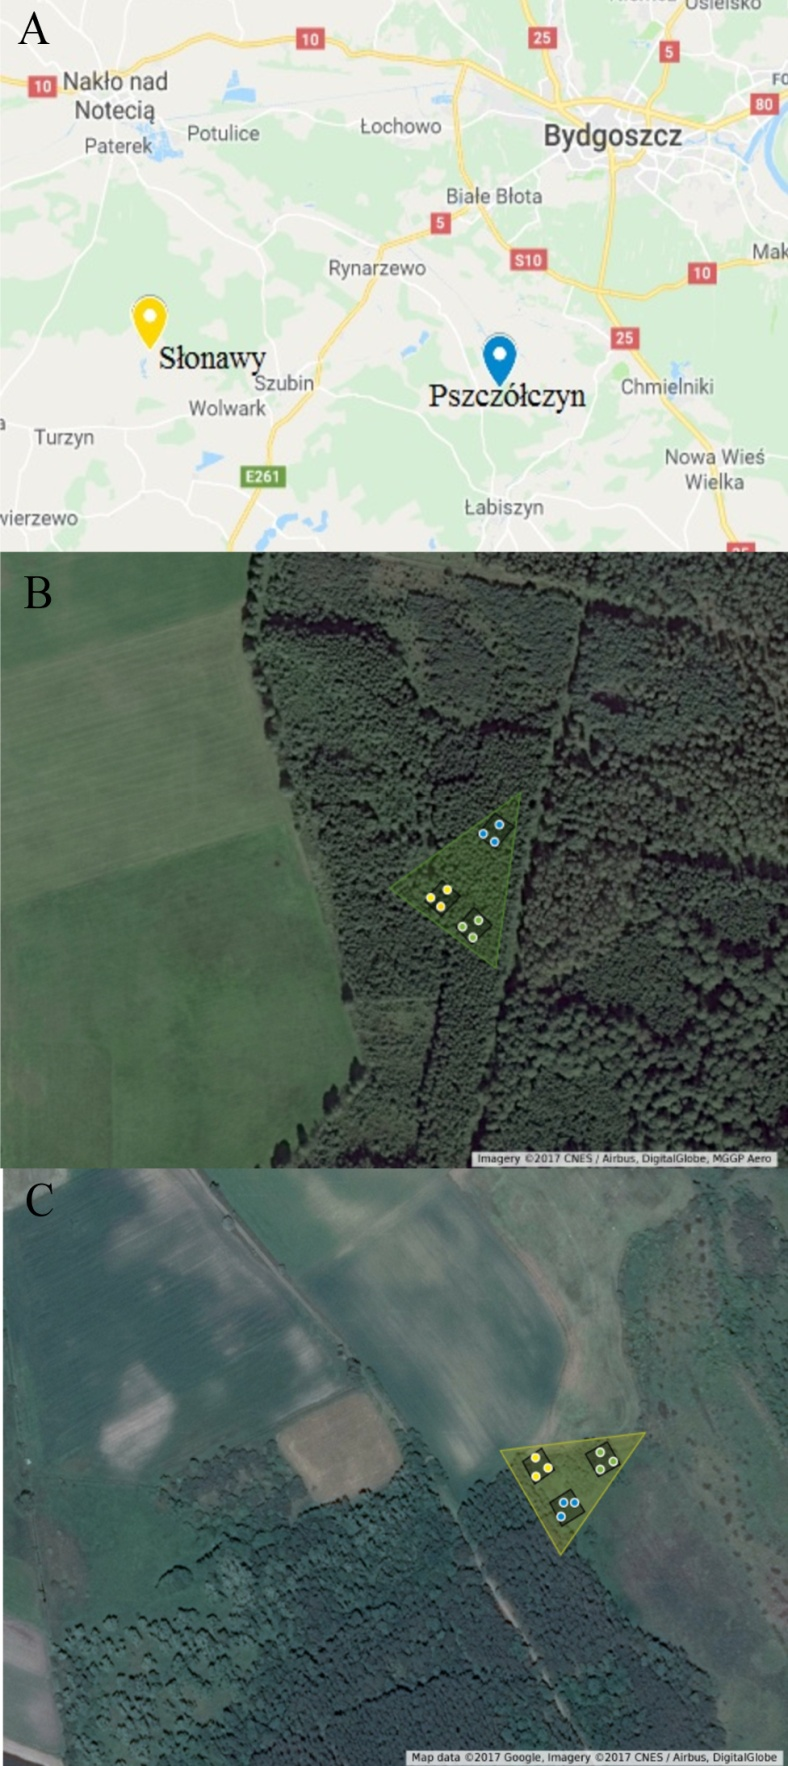 A
Osielsko
10
25
5
10
Nakło nad
Notecią
80
Potulice
Łochowo
Bydgoszcz
Paterek
Białe Błota
5
Mak
Rynarzewo
S10
10
25
Słonawy
Szubin
Pszczółczyn
Chmielniki
Wolwark
a
Turzyn
Nowa Wieś
Wielka
E261
wierzewo
Łabiszyn
B
Imagery ©2017 CNES / Airbus, DigitalGlobe, MGGP Aero
C
Map data ©2017 Google, Imagery ©2017 CNES / Airbus, DigitalGlobe